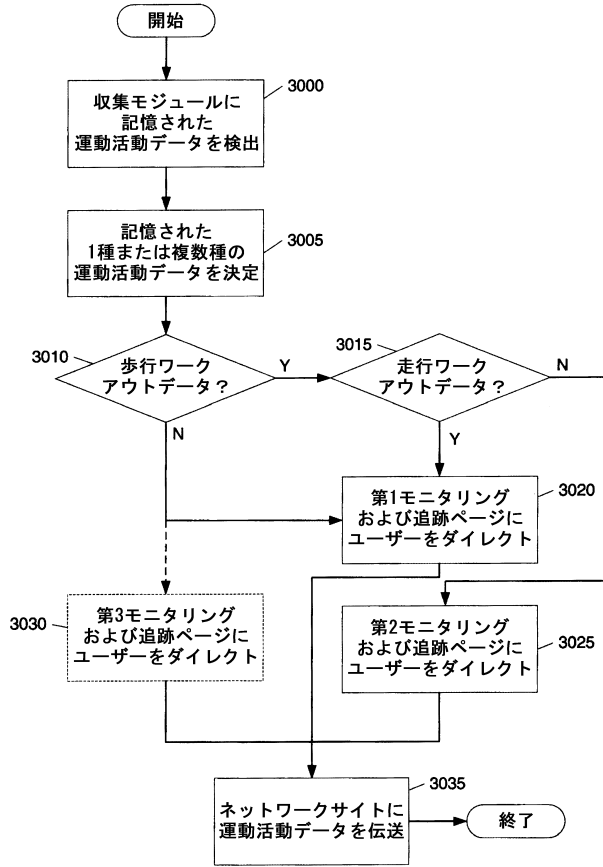 開始
収集モジュールに
記憶された
運動活動データを検出
3000
記憶された
1種または複数種の
運動活動データを決定
3005
3010
歩行ワーク
アウトデータ？
Y
N
3015
走行ワーク
アウトデータ？
N
Y
第1モニタリング
および追跡ページに
ユーザーをダイレクト
3020
3030
第3モニタリング
および追跡ページに
ユーザーをダイレクト
第2モニタリング
および追跡ページに
ユーザーをダイレクト
3025
ネットワークサイトに
運動活動データを伝送
3035
終了